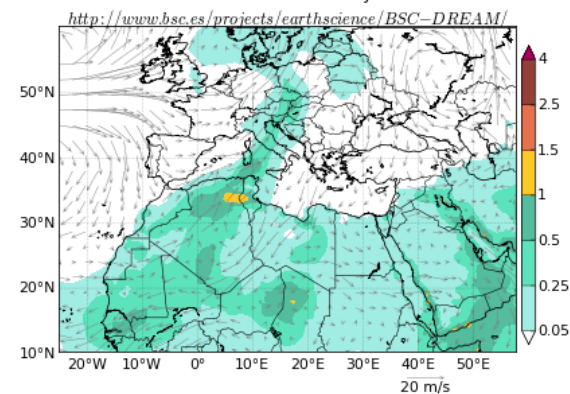 http://www.bsc.es/projects/earthscience/BSC−DREAM/
4
50°N
2.5
40°N
1.5
1
30°N
0.5
20°N
0.25
10°N
0.05
20°W 10°W 0° 10°E 20°E 30°E 40°E 50°E
20 m/s